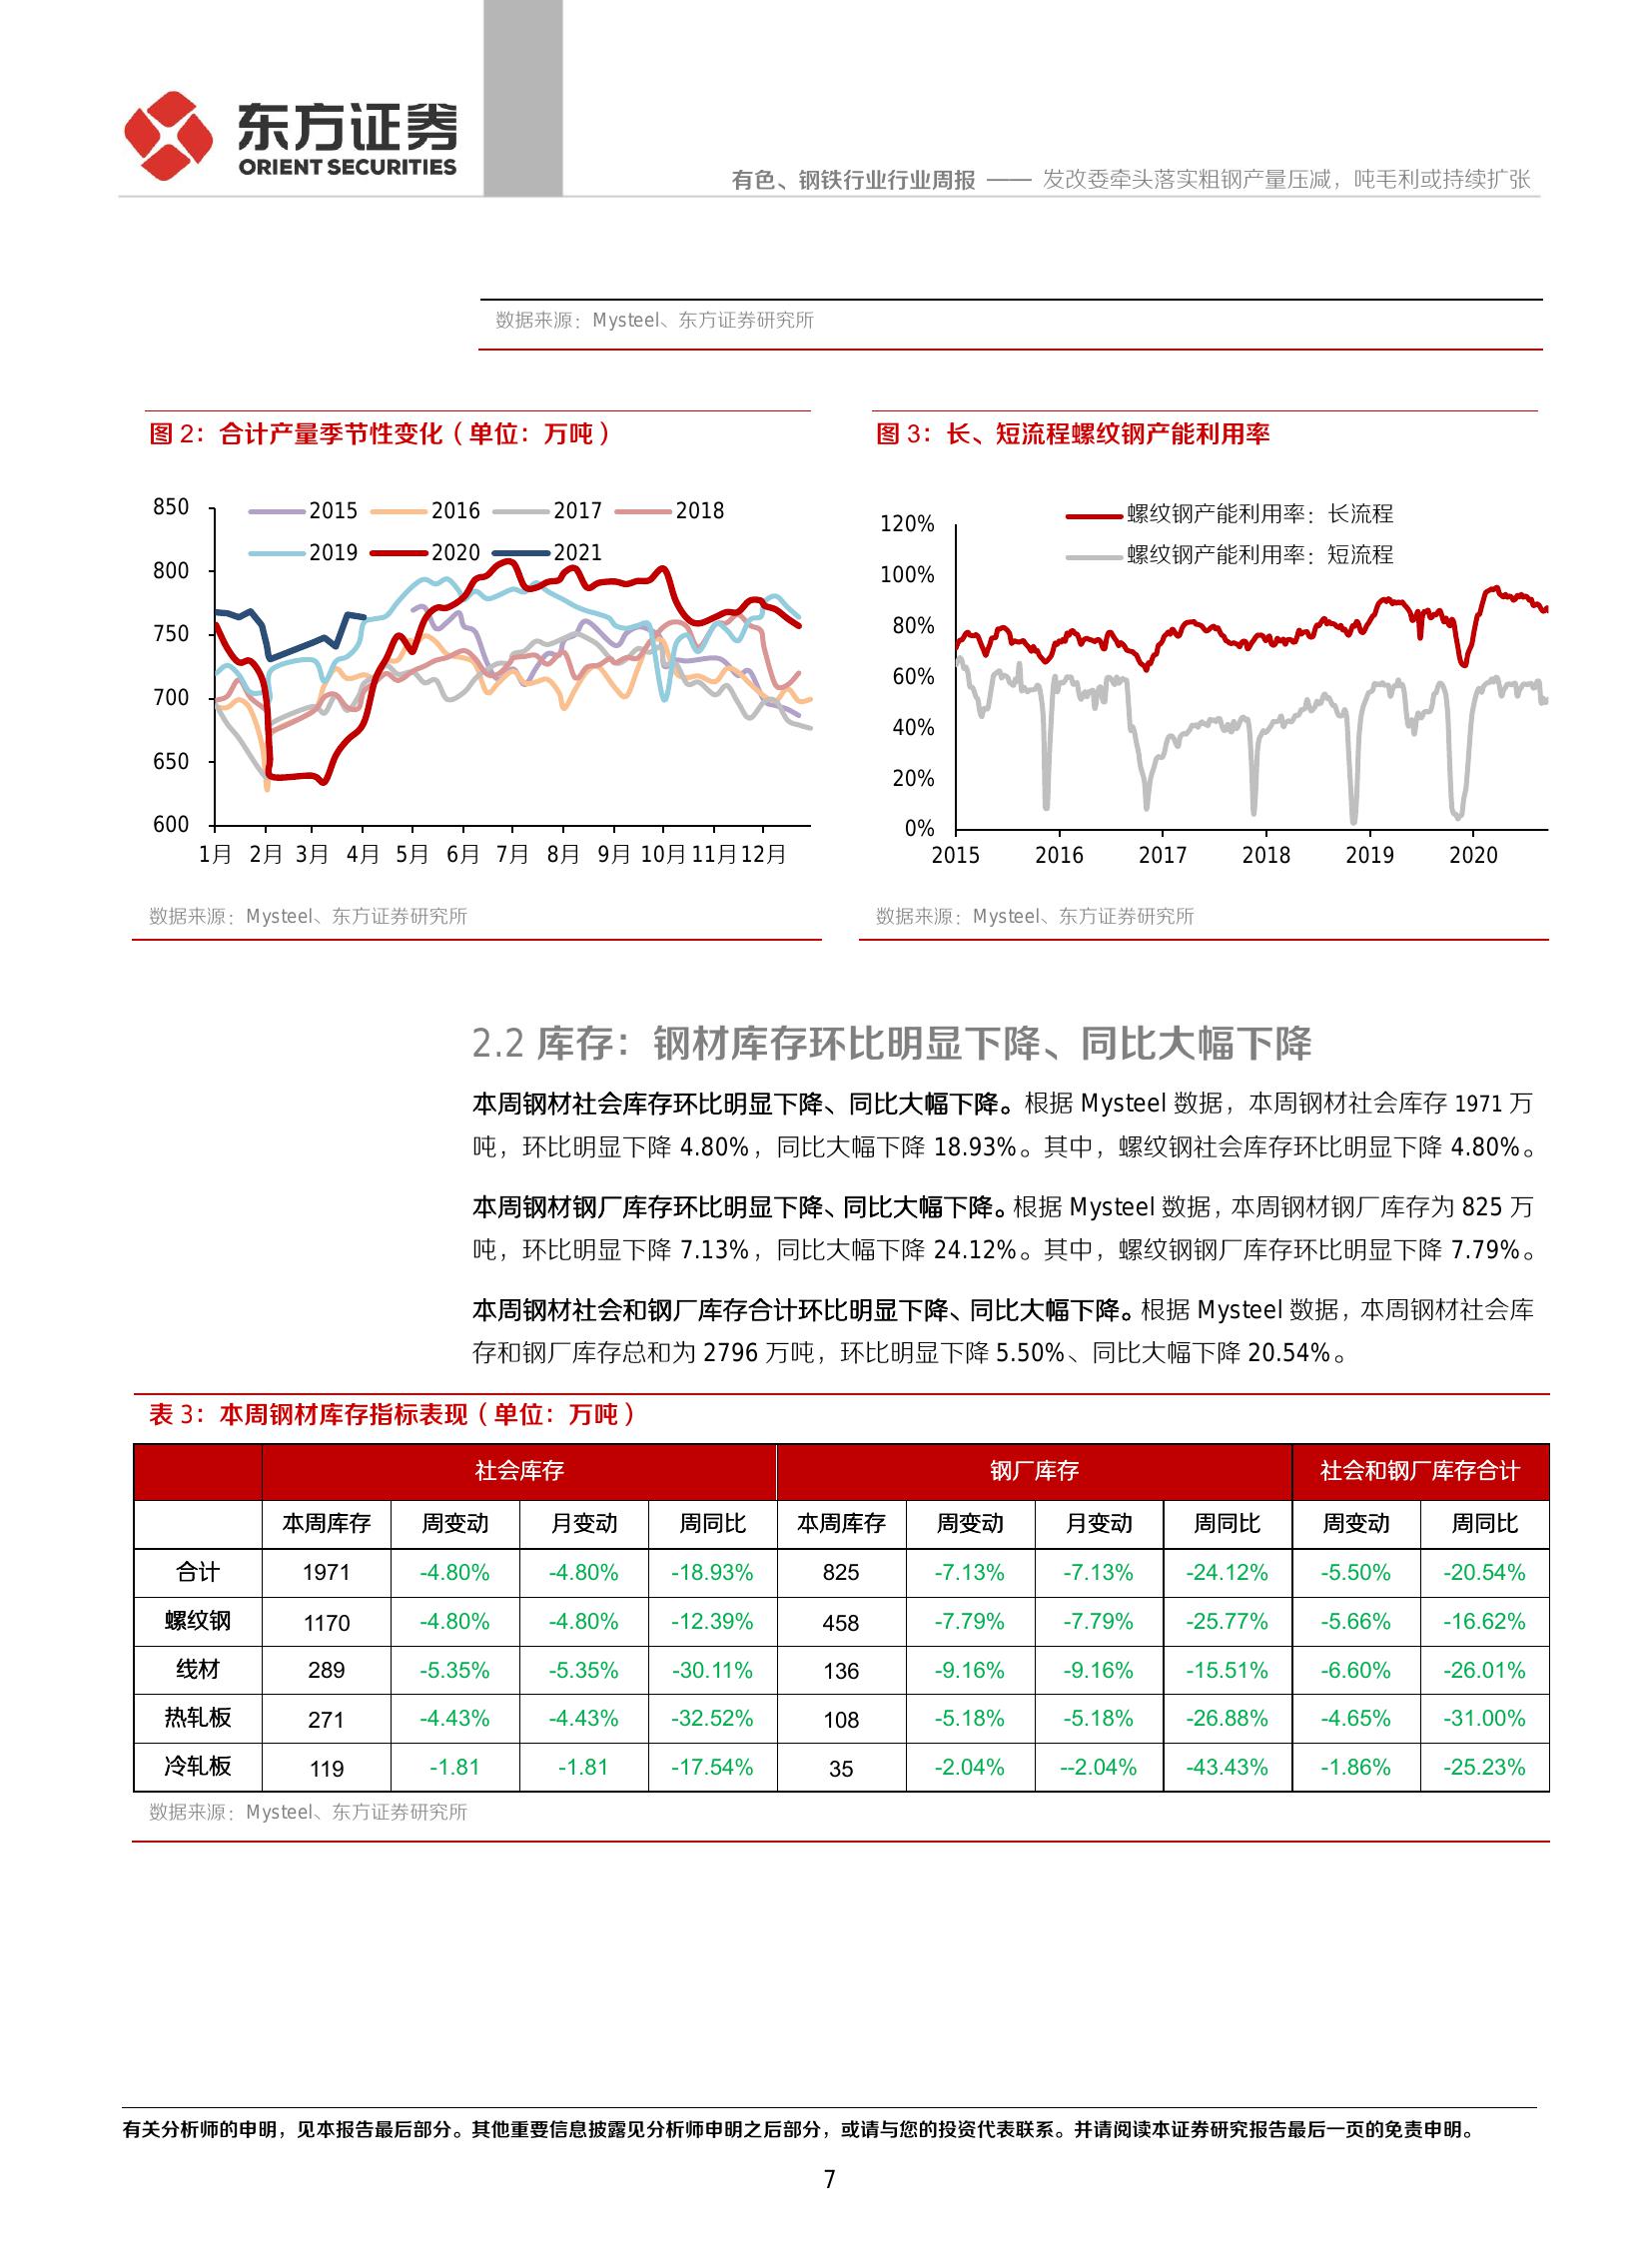 东方证券
ORIENT SECURITIES
有色、钢铁行业行业周报 —— 发改委牵头落实粗钢产量压减，吨毛利或持续扩张
数据来源：Mysteel、东方证券研究所
图 2：合计产量季节性变化（单位：万吨）
850
800
750
700
650
600
2015 2016 2017 2018
2019 2020 2021
1月 2月 3月 4月 5月 6月 7月 8月 9月 10月 11月 12月
数据来源：Mysteel、东方证券研究所
图 3：长、短流程螺纹钢产能利用率
120%
100%
80%
60%
40%
20%
0%
螺纹钢产能利用率：长流程
螺纹钢产能利用率：短流程
2015 2016 2017 2018 2019 2020
数据来源：Mysteel、东方证券研究所
2.2 库存：钢材库存环比明显下降、同比大幅下降
本周钢材社会库存环比明显下降、同比大幅下降。根据 Mysteel 数据，本周钢材社会库存 1971 万
吨，环比明显下降 4.80%，同比大幅下降 18.93%。其中，螺纹钢社会库存环比明显下降 4.80%。
本周钢材钢厂库存环比明显下降、同比大幅下降。根据 Mysteel 数据，本周钢材钢厂库存为 825 万
吨，环比明显下降 7.13%，同比大幅下降 24.12%。其中，螺纹钢钢厂库存环比明显下降 7.79%。
本周钢材社会和钢厂库存合计环比明显下降、同比大幅下降。根据 Mysteel 数据，本周钢材社会库
存和钢厂库存总和为 2796 万吨，环比明显下降 5.50%、同比大幅下降 20.54%。
表 3：本周钢材库存指标表现（单位：万吨）
社会库存 钢厂库存 社会和钢厂库存合计
本周库存 周变动 月变动 周同比 本周库存 周变动 月变动 周同比 周变动 周同比
合计 1971 -4.80% -4.80% -18.93% 825 -7.13% -7.13% -24.12% -5.50% -20.54%
螺纹钢 1170 -4.80% -4.80% -12.39% 458 -7.79% -7.79% -25.77% -5.66% -16.62%
线材 289 -5.35% -5.35% -30.11% 136 -9.16% -9.16% -15.51% -6.60% -26.01%
热轧板 271 -4.43% -4.43% -32.52% 108 -5.18% -5.18% -26.88% -4.65% -31.00%
冷轧板 119 -1.81 -1.81 -17.54% 35 -2.04% --2.04% -43.43% -1.86% -25.23%
数据来源：Mysteel、东方证券研究所
有关分析师的申明，见本报告最后部分。其他重要信息披露见分析师申明之后部分，或请与您的投资代表联系。并请阅读本证券研究报告最后一页的免责申明。
7